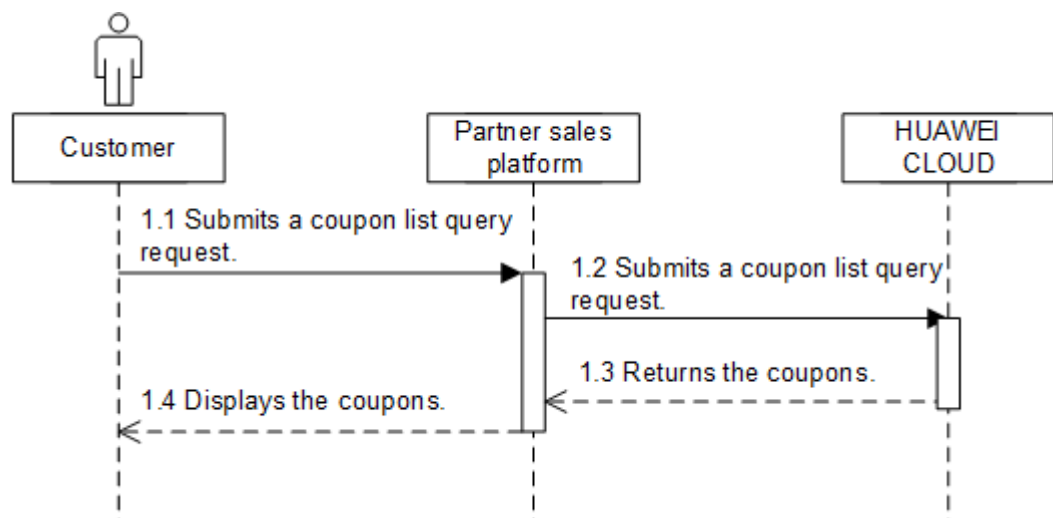 Customer
Partner sales
platform
HUAWEI
CLOUD
1.1 Submits a coupon list query
request.
1.2 Submits a coupon list query
request.
1.3 Returns the coupons.
1.4 Displays the coupons.